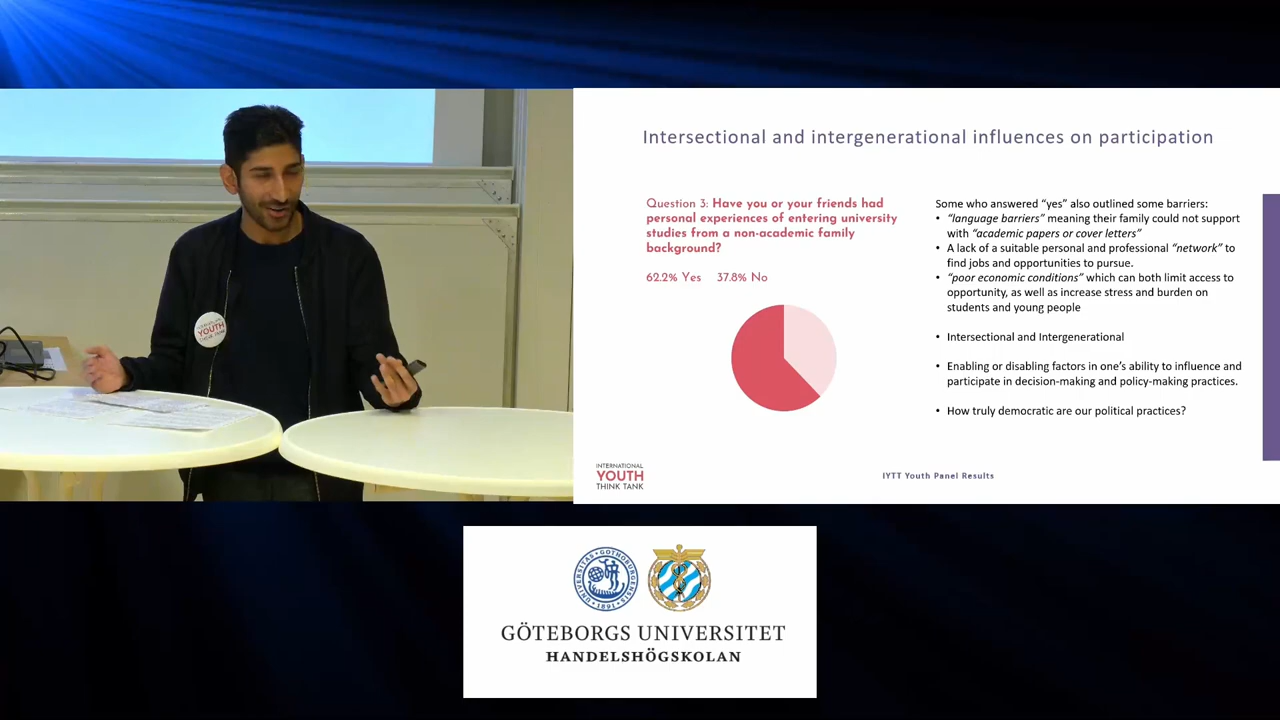 Intersectional and intergenerational influences on participation
Question 3: Have you or your friends had
personal experiences of entering university
studies from a non-academic family
background?
62.2% Yes 37.8% No
Some who answered “yes” also outlined some barriers:
• “language barriers” meaning their family could not support
with “academic papers or cover letters”
• A lack of a suitable personal and professional “network” to
find jobs and opportunities to pursue.
• “poor economic conditions” which can both limit access to
opportunity, as well as increase stress and burden on
students and young people
• Intersectional and Intergenerational
• Enabling or disabling factors in one’s ability to influence and
participate in decision-making and policy-making practices.
• How truly democratic are our political practices?
INTERNATIONAL
YOUTH
THINK TANK
IYTT Youth Panel Results
YOUTH
THINK TANK
1891
GÖTEBORGS UNIVERSITET
HANDELSHÖGSKOLAN